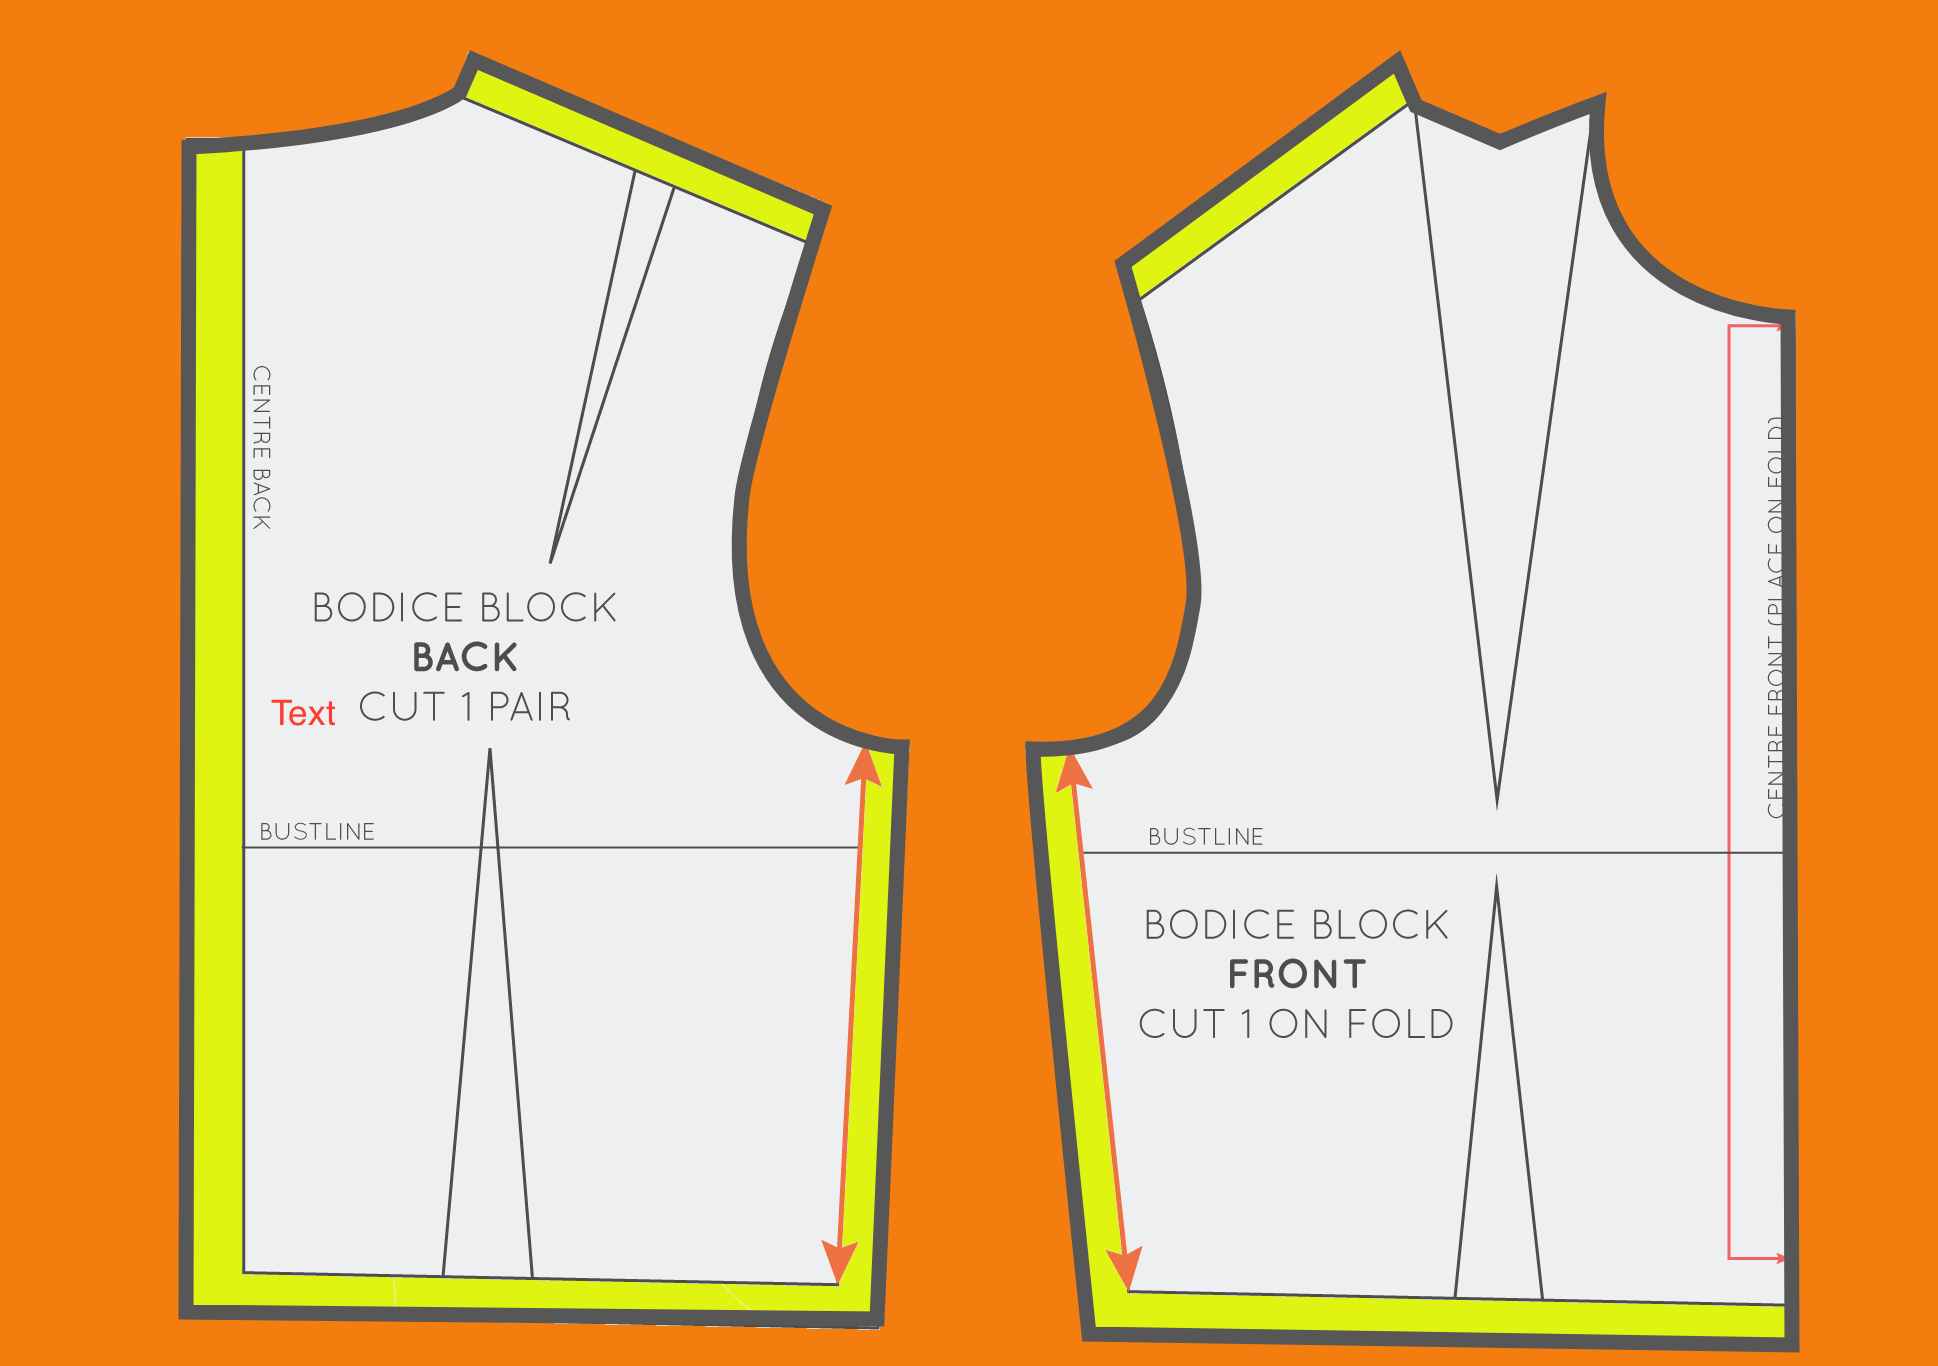 CENTRE BACK
BODICE BLOCK
BACK
Text CUT 1 PAIR
BUSTLINE
CENTRE FRONT (PLACE ON FOLD)
BUSTLINE
BODICE BLOCK
FRONT
CUT 1 ON FOLD